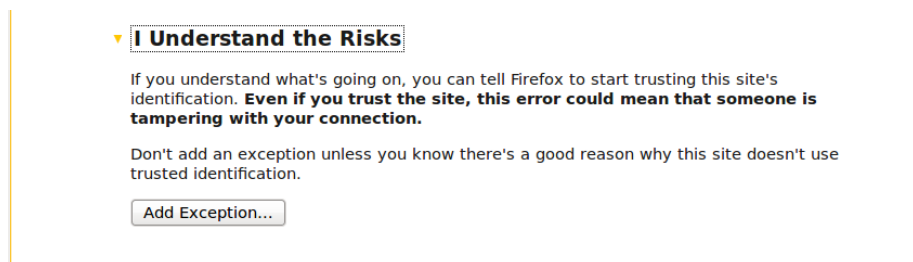 I Understand the Risks
If you understand what's going on, you can tell Firefox to start trusting this site's
identification. Even if you trust the site, this error could mean that someone is
tampering with your connection.
Don't add an exception unless you know there's a good reason why this site doesn't use
trusted identification.
Add Exception...